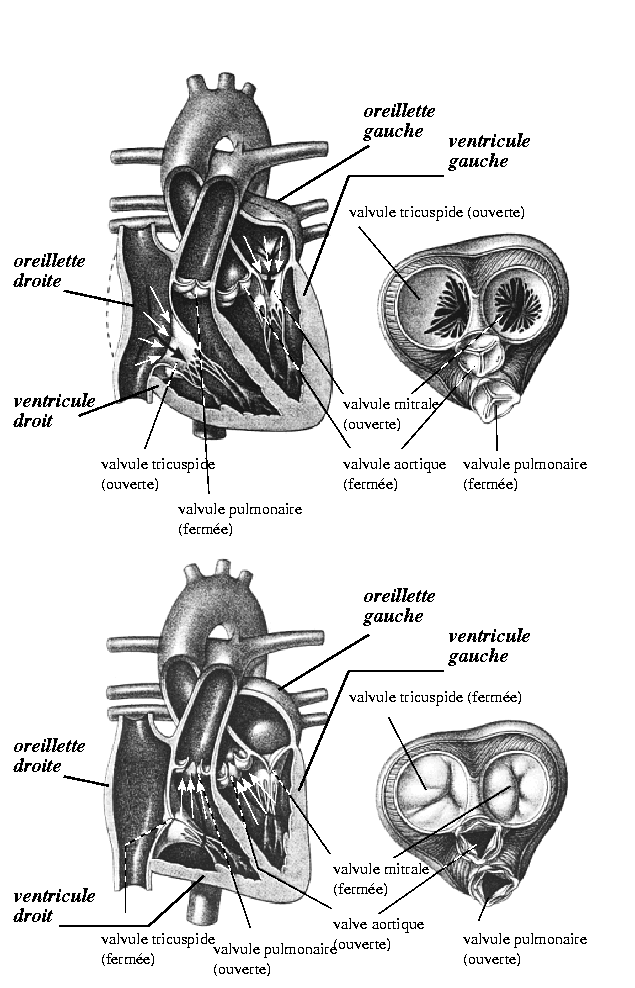 oreillette
gauche
ventricule
gauche
valvule tricuspide (ouverte)
oreillette
droite
ventricule
droit
valvule mitrale
(ouverte)
valvule tricuspide
(ouverte)
valvule aortique
(fermée)
valvule pulmonaire
(fermée)
valvule pulmonaire
(fermée)
oreillette
gauche
ventricule
gauche
valvule tricuspide (fermée)
oreillette
droite
valvule mitrale
(fermée)
ventricule
droit
valve aortique
(ouverte)
valvule tricuspide
(fermée)
valvule pulmonaire
(ouverte)
valvule pulmonaire
(ouverte)